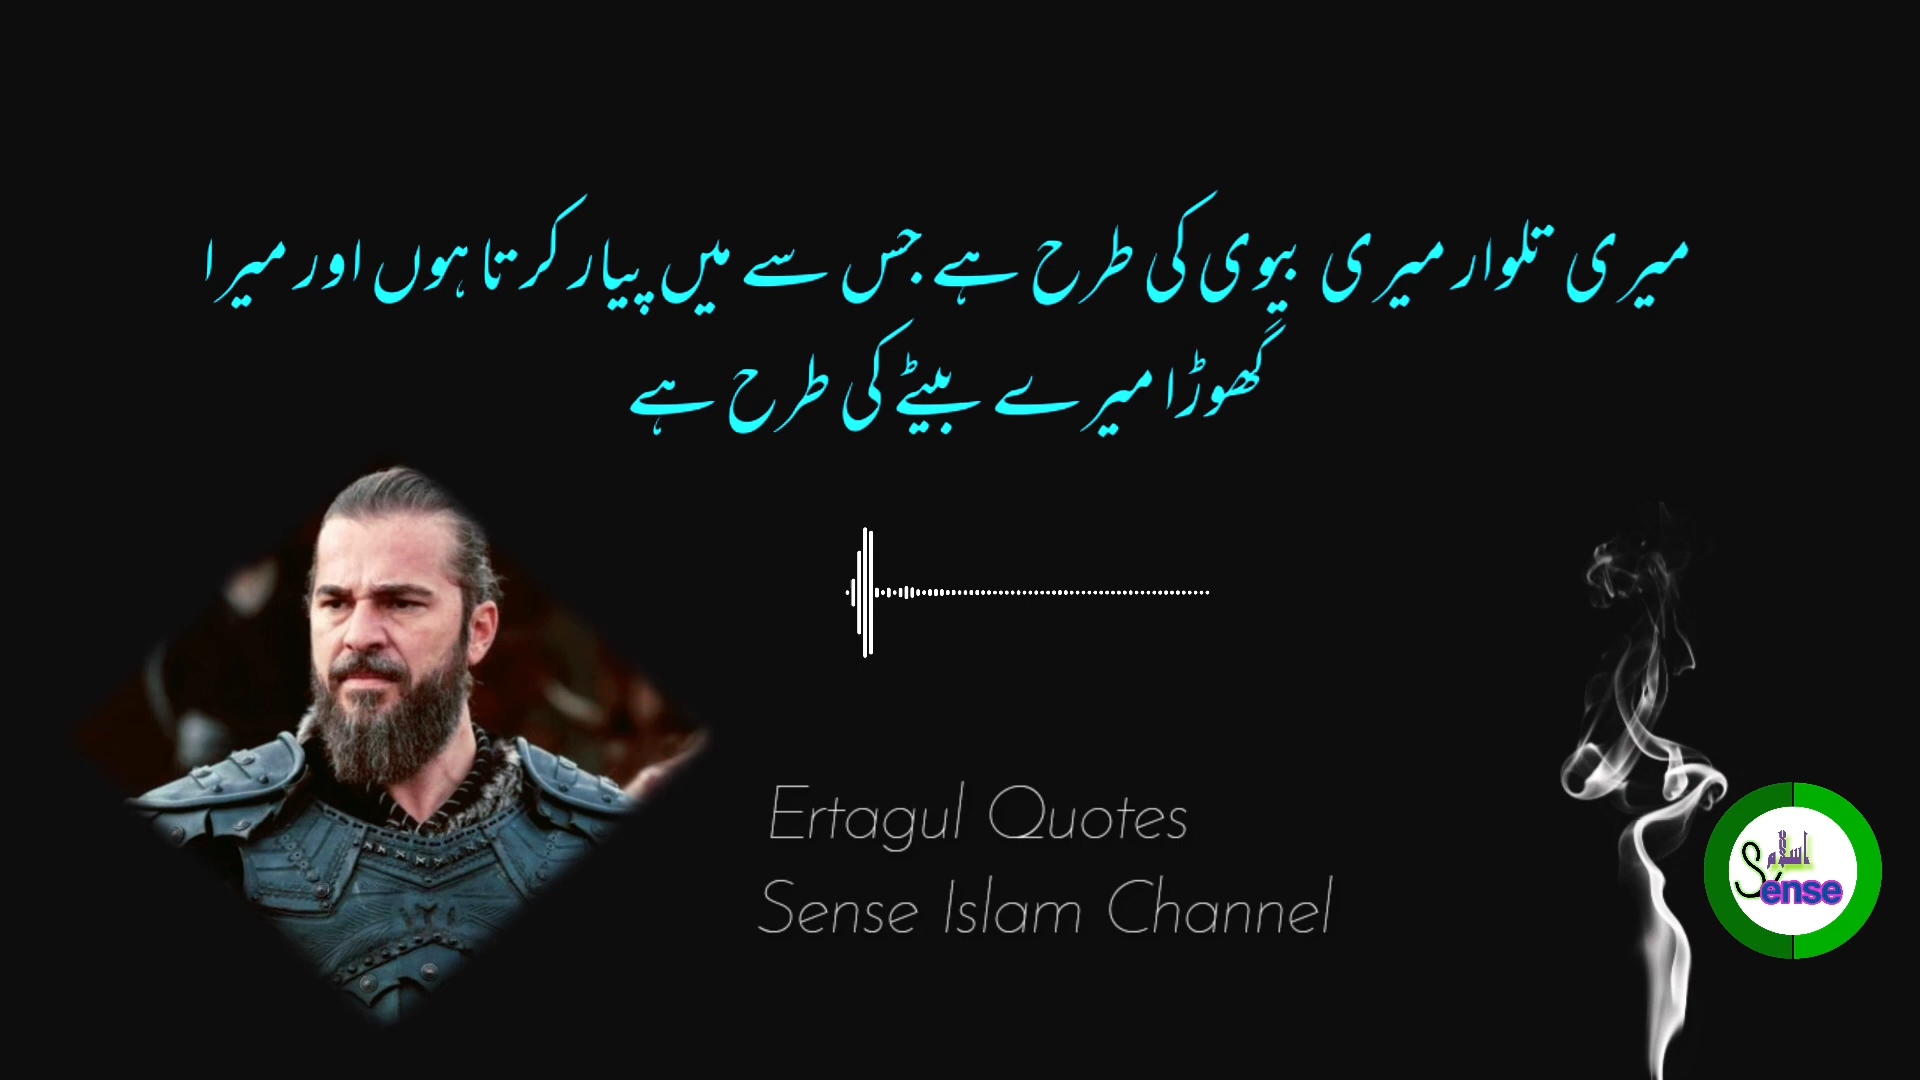 میری تلوار میری بیوی کی طرح ہے جس سے میں پیار کرتا ہوں اور میرا
گھوڑا میرے بیٹے کی طرح ہے
Ertagul Quotes
Sense Islam Channel
اسلام
Sense